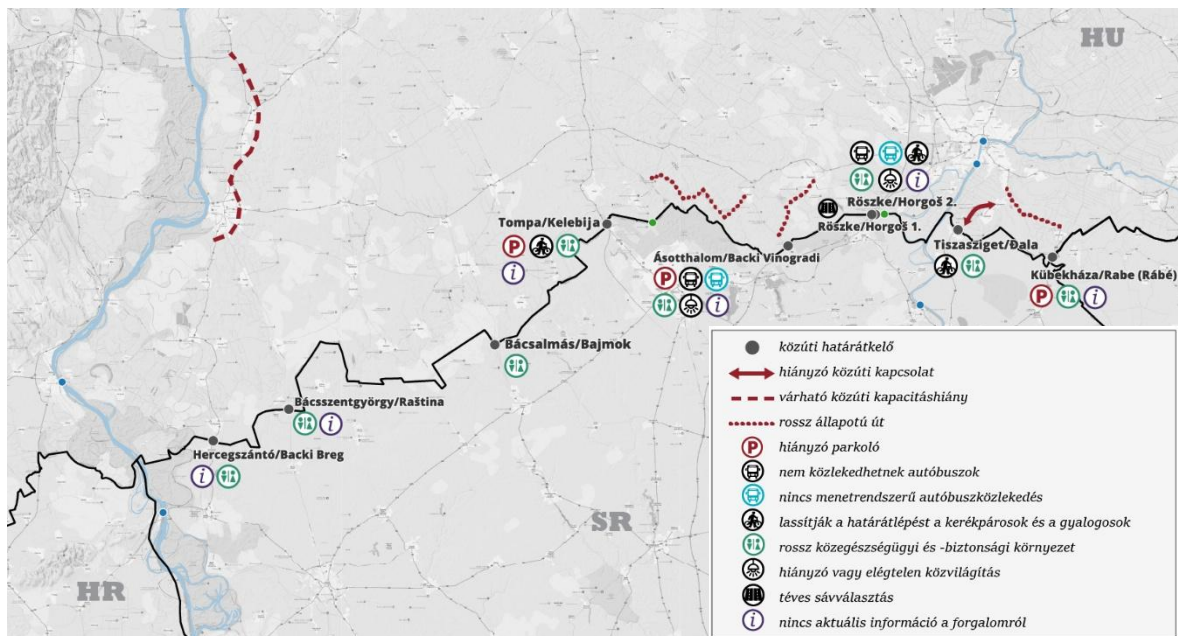 HU
Tompa/Kelebija
P
i
Ásotthalom/Backi Vinogradi
P
i
i
Röszke/Horgoš 2.
Röszke/Horgoš 1.
Tiszasziget/Đala
Kübekháza/Rabe (Rábé)
P
i
Bácsalmás/Bajmok
Bácsszentgyörgy/Raština
i
Hercegszántó/Backi Breg
i
SR
HR
közúti határátkelő
hiányzó közúti kapcsolat
várható közúti kapacitáshiány
rossz állapotú út
P hiányzó parkoló
nem közlekedhetnek autóbuszok
nincs menetrendszerű autóbuszközlekedés
lassítják a határátlépést a kerékpárosok és a gyalogosok
rossz közegészségügyi és -biztonsági környezet
hiányzó vagy elégtelen közvilágítás
téves sávválasztás
i nincs aktuális információ a forgalomról